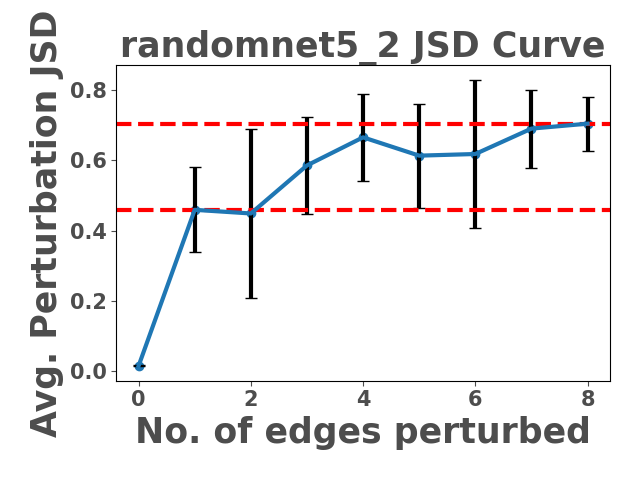 randomnet5_2 JSD Curve
Avg. Perturbation JSD
0.8
0.6
0.4
0.2
0.0
0 2 4 6 8
No. of edges perturbed